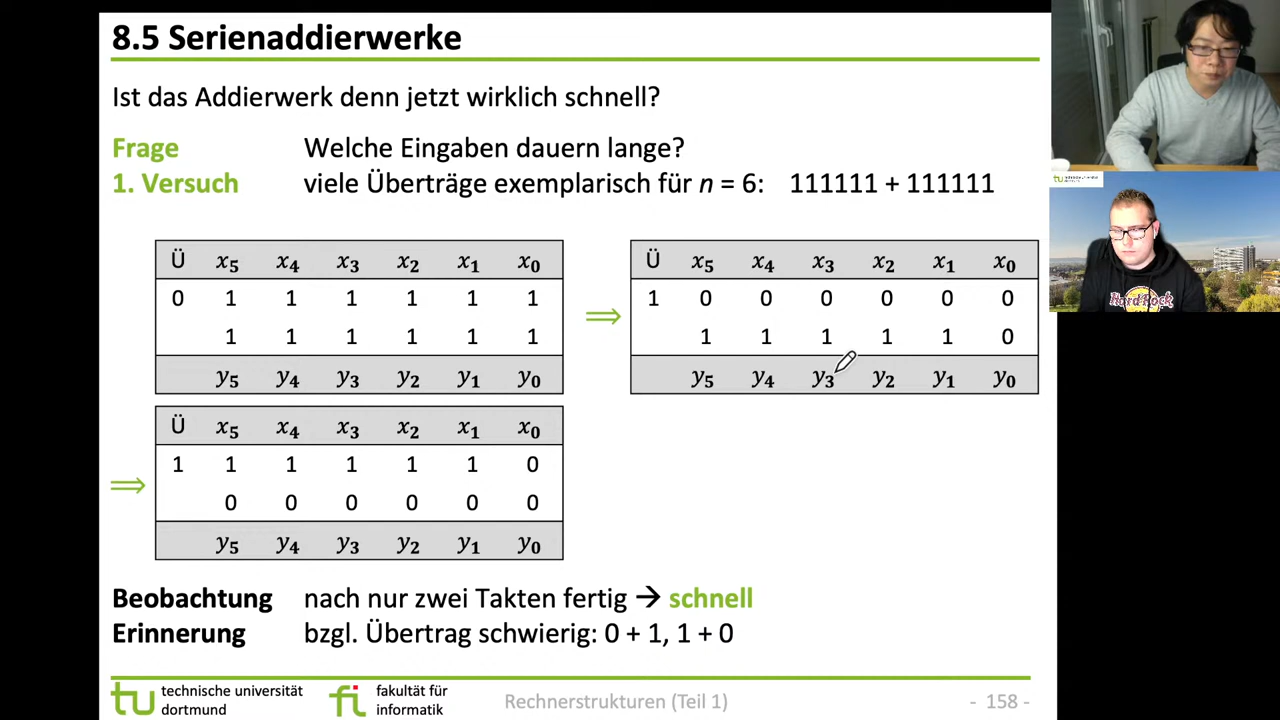 8.5 Serienaddierwerke
Ist das Addierwerk denn jetzt wirklich schnell?
Frage Welche Eingaben dauern lange?
1. Versuch viele Überträge exemplarisch für n = 6: 111111 + 111111
Ü x₅ x₄ x₃ x₂ x₁ x₀
0 1 1 1 1 1 1
1 1 1 1 1 1
y₅ y₄ y₃ y₂ y₁ y₀
⟹
Ü x₅ x₄ x₃ x₂ x₁ x₀
1 0 0 0 0 0 0
1 1 1 1 1 0
y₅ y₄ y₃ y₂ y₁ y₀
⟹
Ü x₅ x₄ x₃ x₂ x₁ x₀
1 1 1 1 1 1 0
0 0 0 0 0 0
y₅ y₄ y₃ y₂ y₁ y₀
Beobachtung nach nur zwei Takten fertig → schnell
Erinnerung bzgl. Übertrag schwierig: 0 + 1, 1 + 0
tu technische universität
dortmund
fi fakultät für
informatik
Rechnerstrukturen (Teil 1)
- 158 -
tu
HARD ROCK